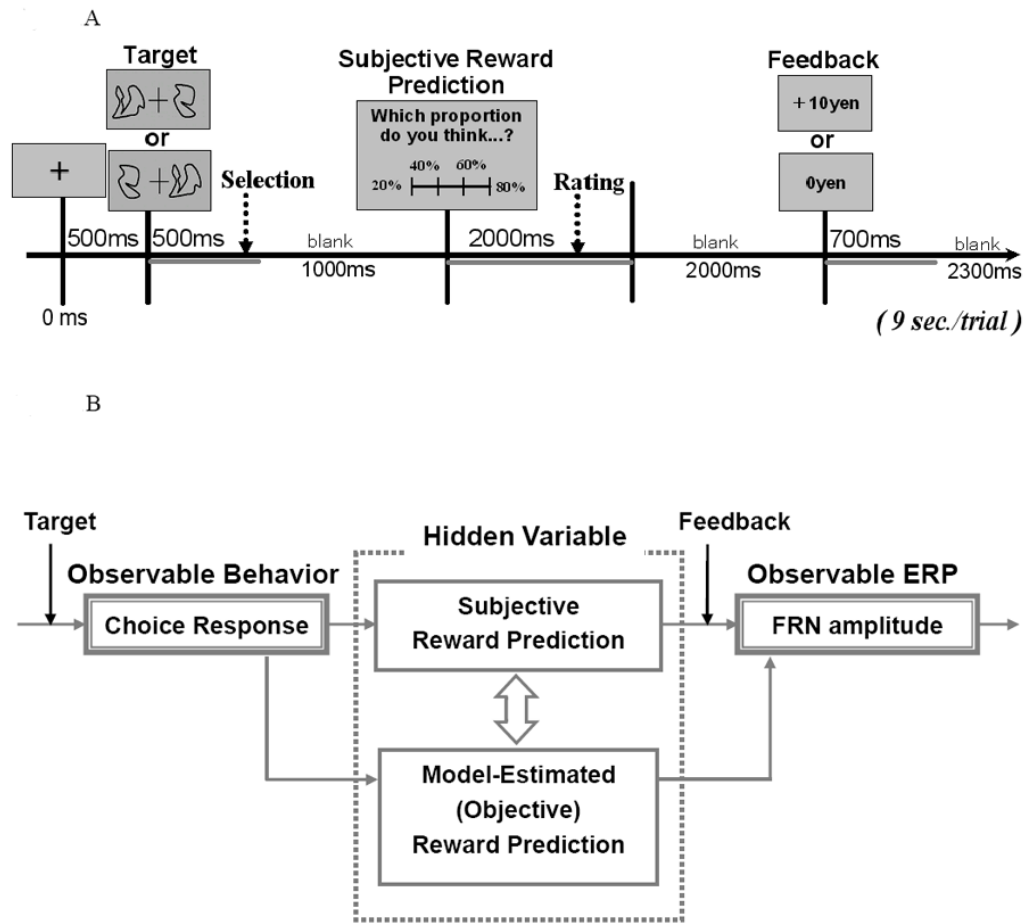 A
Target
Subjective Reward
Prediction
Feedback
Which proportion
do you think...?
+ 10yen
or
or
+
+
+
40%
60%
20%
80%
0yen
Selection
Rating
500ms
500ms
blank
2000ms
blank
700ms
blank
1000ms
2000ms
2300ms
0 ms
( 9 sec./trial )
B
Target
Feedback
Hidden Variable
Observable Behavior
Observable ERP
Choice Response
Subjective
Reward Prediction
FRN amplitude
Model-Estimated
(Objective)
Reward Prediction